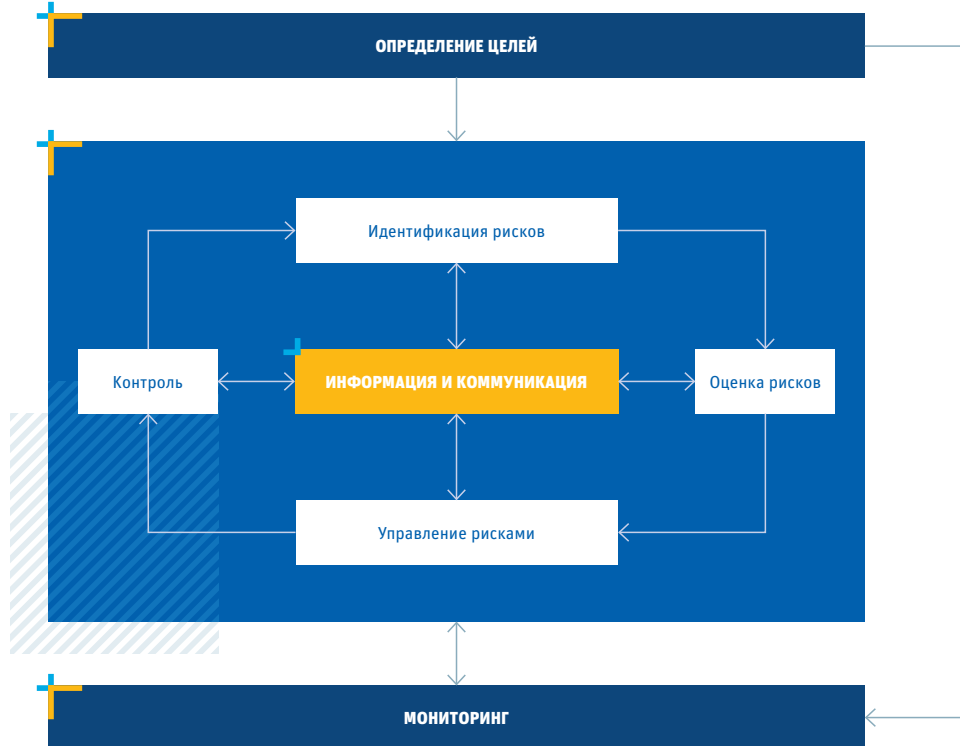 ОПРЕДЕЛЕНИЕ ЦЕЛЕЙ
Идентификация рисков
Контроль
ИНФОРМАЦИЯ И КОММУНИКАЦИЯ
Оценка рисков
Управление рисками
МОНИТОРИНГ